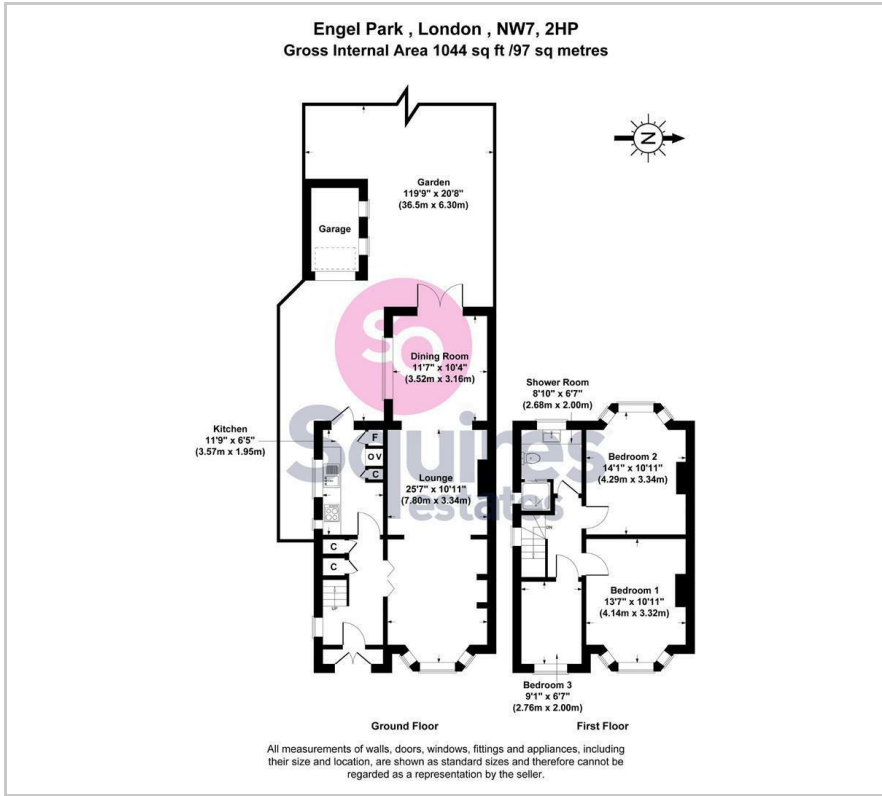 Engel Park , London , NW7, 2HP
Gross Internal Area 1044 sq ft /97 sq metres
N
Garden
119'9" x 20'8"
(36.5m x 6.30m)
Garage
SQ
Dining Room
11'7" x 10'4"
(3.52m x 3.16m)
Shower Room
8'10" x 6'7"
(2.68m x 2.00m)
Kitchen
11'9" x 6'5"
(3.57m x 1.95m)
F
OV
C
Squires
estates
Lounge
25'7" x 10'11"
(7.80m x 3.34m)
Bedroom 2
14'1" x 10'11"
(4.29m x 3.34m)
DN
C
C
UP
Bedroom 1
13'7" x 10'11"
(4.14m x 3.32m)
Bedroom 3
9'1" x 6'7"
(2.76m x 2.00m)
Ground Floor
First Floor
All measurements of walls, doors, windows, fittings and appliances, including
their size and location, are shown as standard sizes and therefore cannot be
regarded as a representation by the seller.